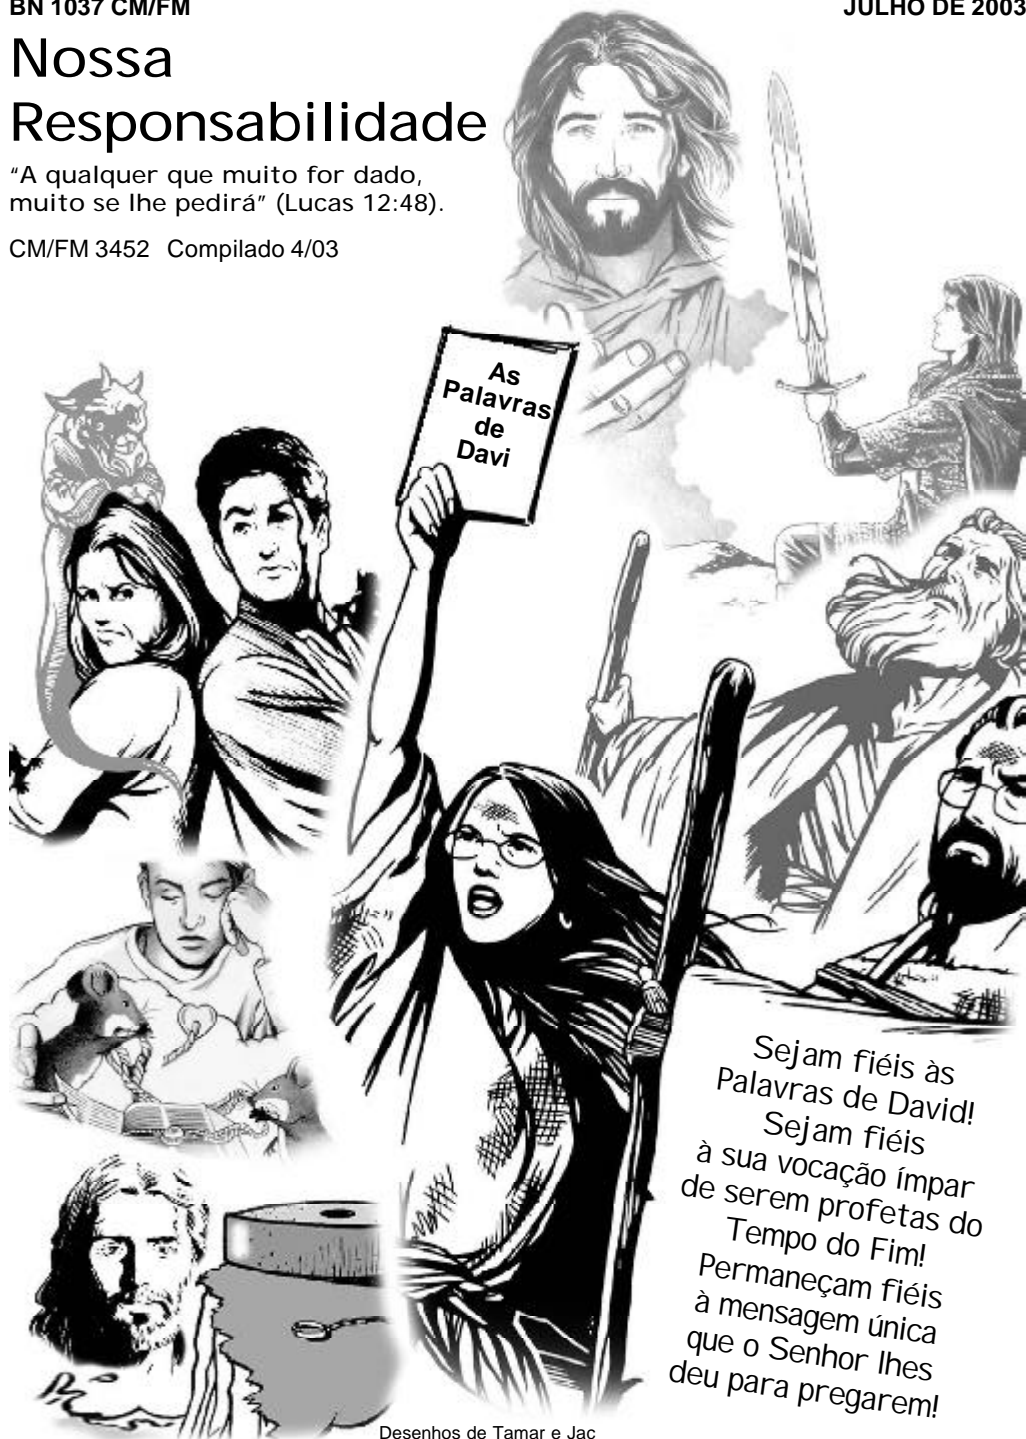 BN 1037 CM/FM
JULHO DE 2003
Nossa
Responsabilidade
“A qualquer que muito for dado,
muito se lhe pedirá” (Lucas 12:48).
CM/FM 3452 Compilado 4/03
As
Palavras
de
Davi
Sejam fiéis às
Palavras de David!
Sejam fiéis
à sua vocação ímpar
de serem profetas do
Tempo do Fim!
Permaneçam fiéis
à mensagem única
que o Senhor lhes
deu para pregarem!
Desenhos de Tamar e Jac